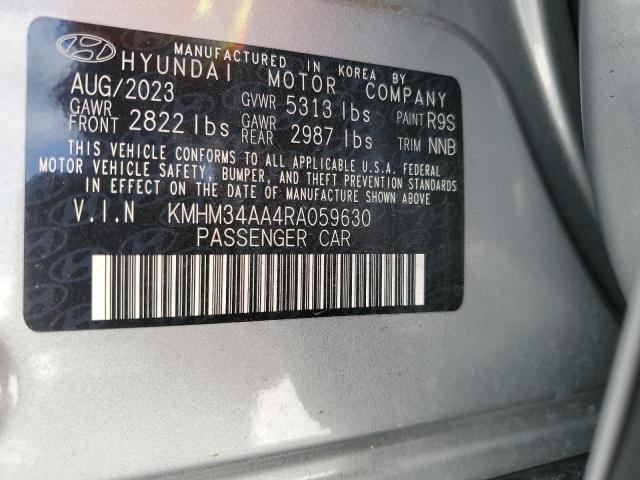 MANUFACTURED IN KOREA BY
HYUNDAI MOTOR COMPANY
AUG/2023 GVWR 5313 lbs PAINT R9S
GAWR FRONT 2822 lbs GAWR REAR 2987 lbs TRIM NNB
THIS VEHICLE CONFORMS TO ALL APPLICABLE U.S.A. FEDERAL
MOTOR VEHICLE SAFETY, BUMPER, AND THEFT PREVENTION STANDARDS
IN EFFECT ON THE DATE OF MANUFACTURE SHOWN ABOVE
V.I.N KMHM34AA4RA059630
PASSENGER CAR